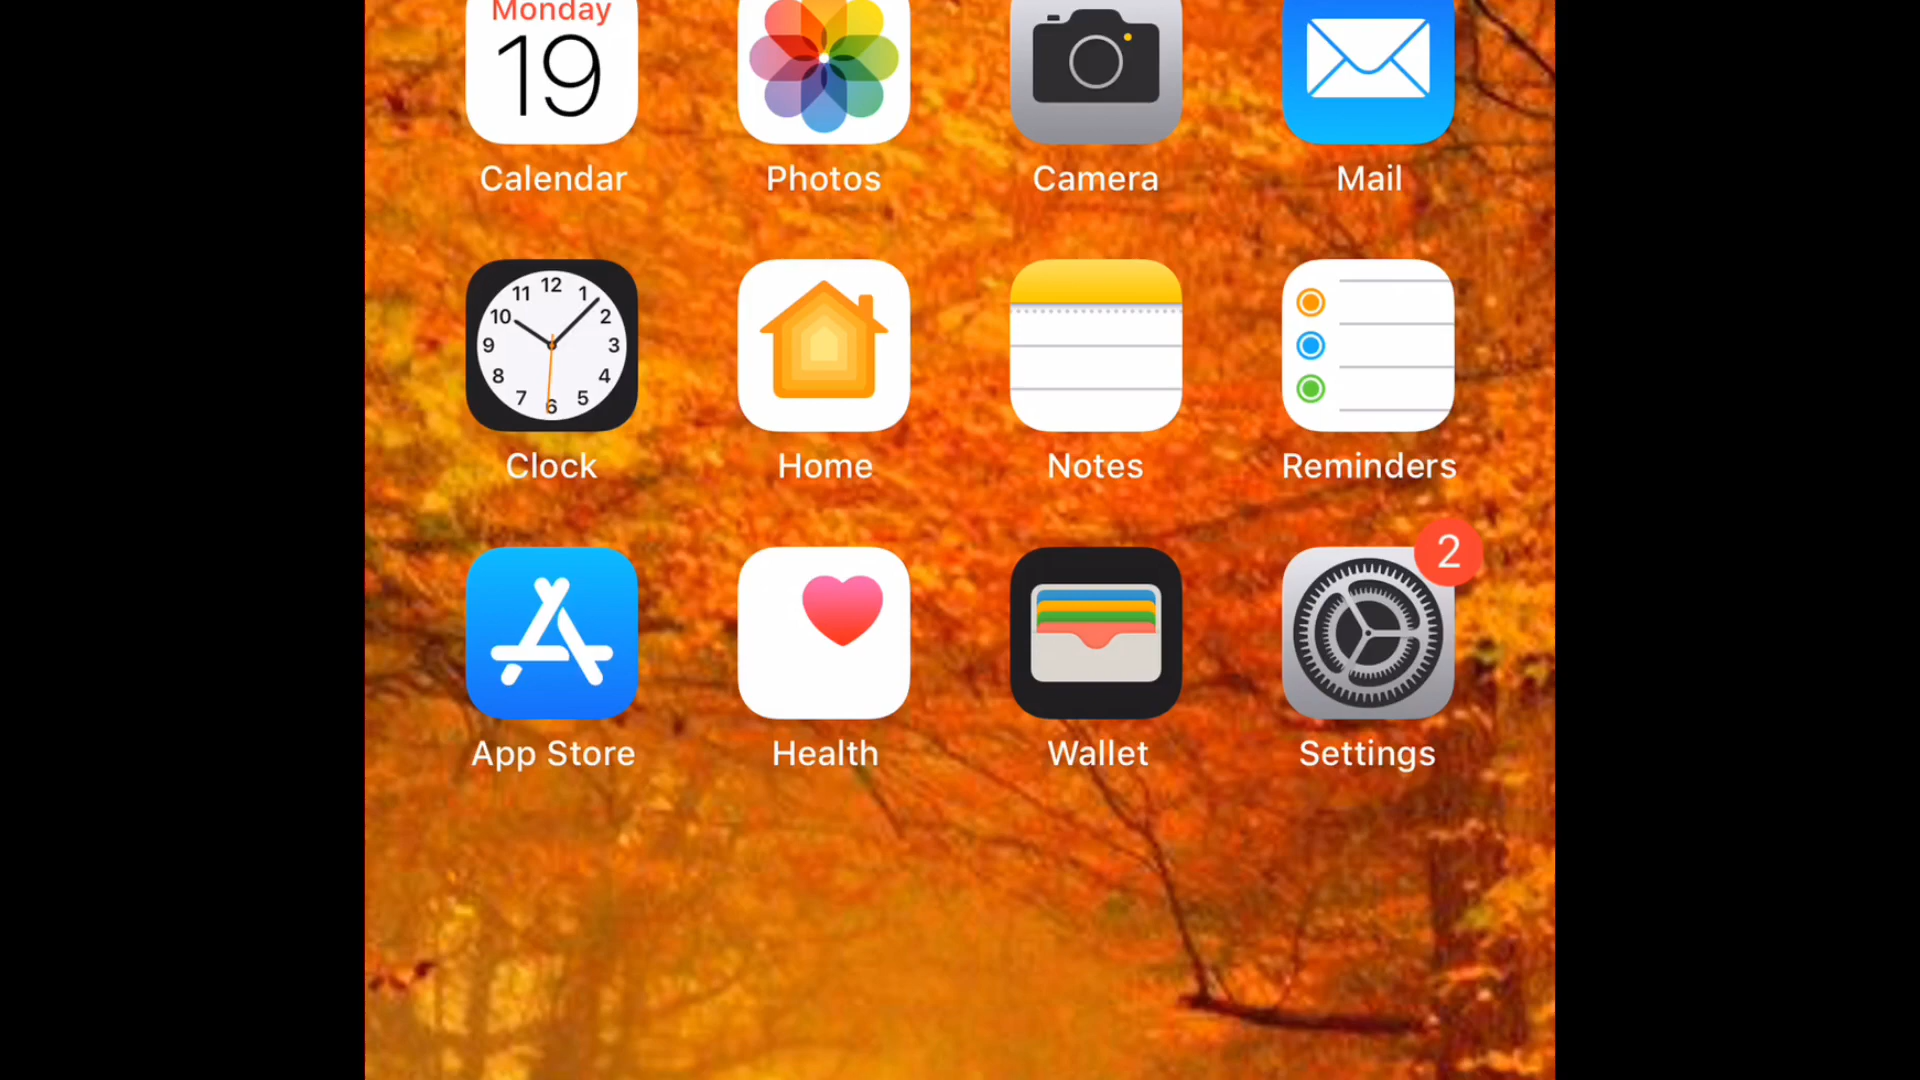 Monday
19
Calendar Photos Camera Mail
12
11 1
10 2
9 3
8 4
7 6 5
Clock Home Notes Reminders
2
App Store Health Wallet Settings